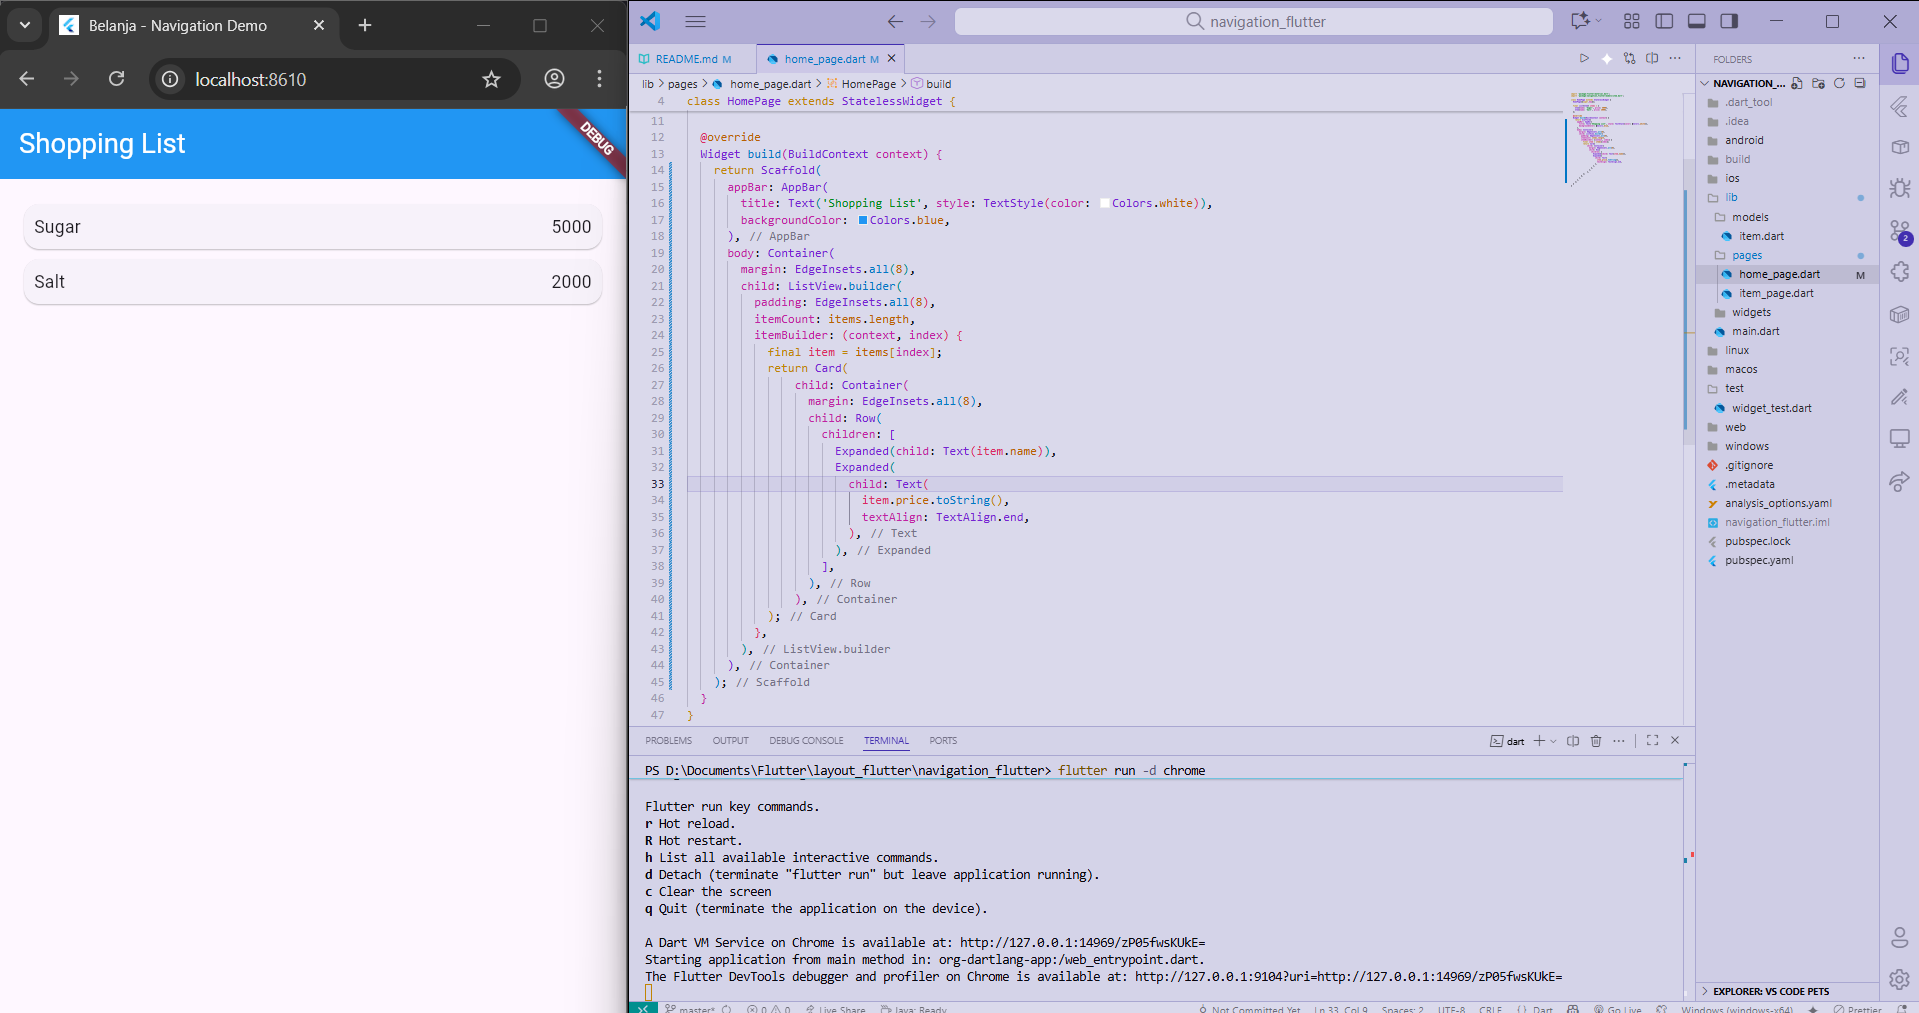 Belanja - Navigation Demo
localhost:8610
Shopping List
DEBUG
Sugar 5000
Salt 2000
navigation_flutter
README.md M
home_page.dart M
lib > pages > home_page.dart > HomePage > build
4 class HomePage extends StatelessWidget {
11
12 @override
13 Widget build(BuildContext context) {
14 return Scaffold(
15 appBar: AppBar(
16 title: Text('Shopping List', style: TextStyle(color: Colors.white)),
17 backgroundColor: Colors.blue,
18 ), // AppBar
19 body: Container(
20 margin: EdgeInsets.all(8),
21 child: ListView.builder(
22 padding: EdgeInsets.all(8),
23 itemCount: items.length,
24 itemBuilder: (context, index) {
25 final item = items[index];
26 return Card(
27 child: Container(
28 margin: EdgeInsets.all(8),
29 child: Row(
30 children: [
31 Expanded(child: Text(item.name)),
32 Expanded(
33 child: Text(
34 item.price.toString(),
35 textAlign: TextAlign.end,
36 ), // Text
37 ), // Expanded
38 ],
39 ), // Row
40 ), // Container
41 ); // Card
42 },
43 ), // ListView.builder
44 ), // Container
45 ); // Scaffold
46 }
47 }
PROBLEMS OUTPUT DEBUG CONSOLE TERMINAL PORTS
dart
PS D:\Documents\Flutter\layout_flutter\navigation_flutter> flutter run -d chrome
Flutter run key commands.
r Hot reload.
R Hot restart.
h List all available interactive commands.
d Detach (terminate "flutter run" but leave application running).
c Clear the screen
q Quit (terminate the application on the device).
A Dart VM Service on Chrome is available at: http://127.0.0.1:14969/zP05fwsKUkE=
Starting application from main method in: org-dartlang-app:/web_entrypoint.dart.
The Flutter DevTools debugger and profiler on Chrome is available at: http://127.0.0.1:9104?uri=http://127.0.0.1:14969/zP05fwsKUkE=
FOLDERS
NAVIGATION_...
.dart_tool
.idea
android
build
ios
lib
models
item.dart
pages
home_page.dart M
item_page.dart
widgets
main.dart
linux
macos
test
widget_test.dart
web
windows
.gitignore
.metadata
analysis_options.yaml
navigation_flutter.iml
pubspec.lock
pubspec.yaml
2
EXPLORER: VS CODE PETS
master* 0 0 Live Share Java: Ready Not Committed Yet Ln 33, Col 9 Spaces: 2 UTF-8 CRLF {} Dart Go Live Windows (windows-x64) Prettier